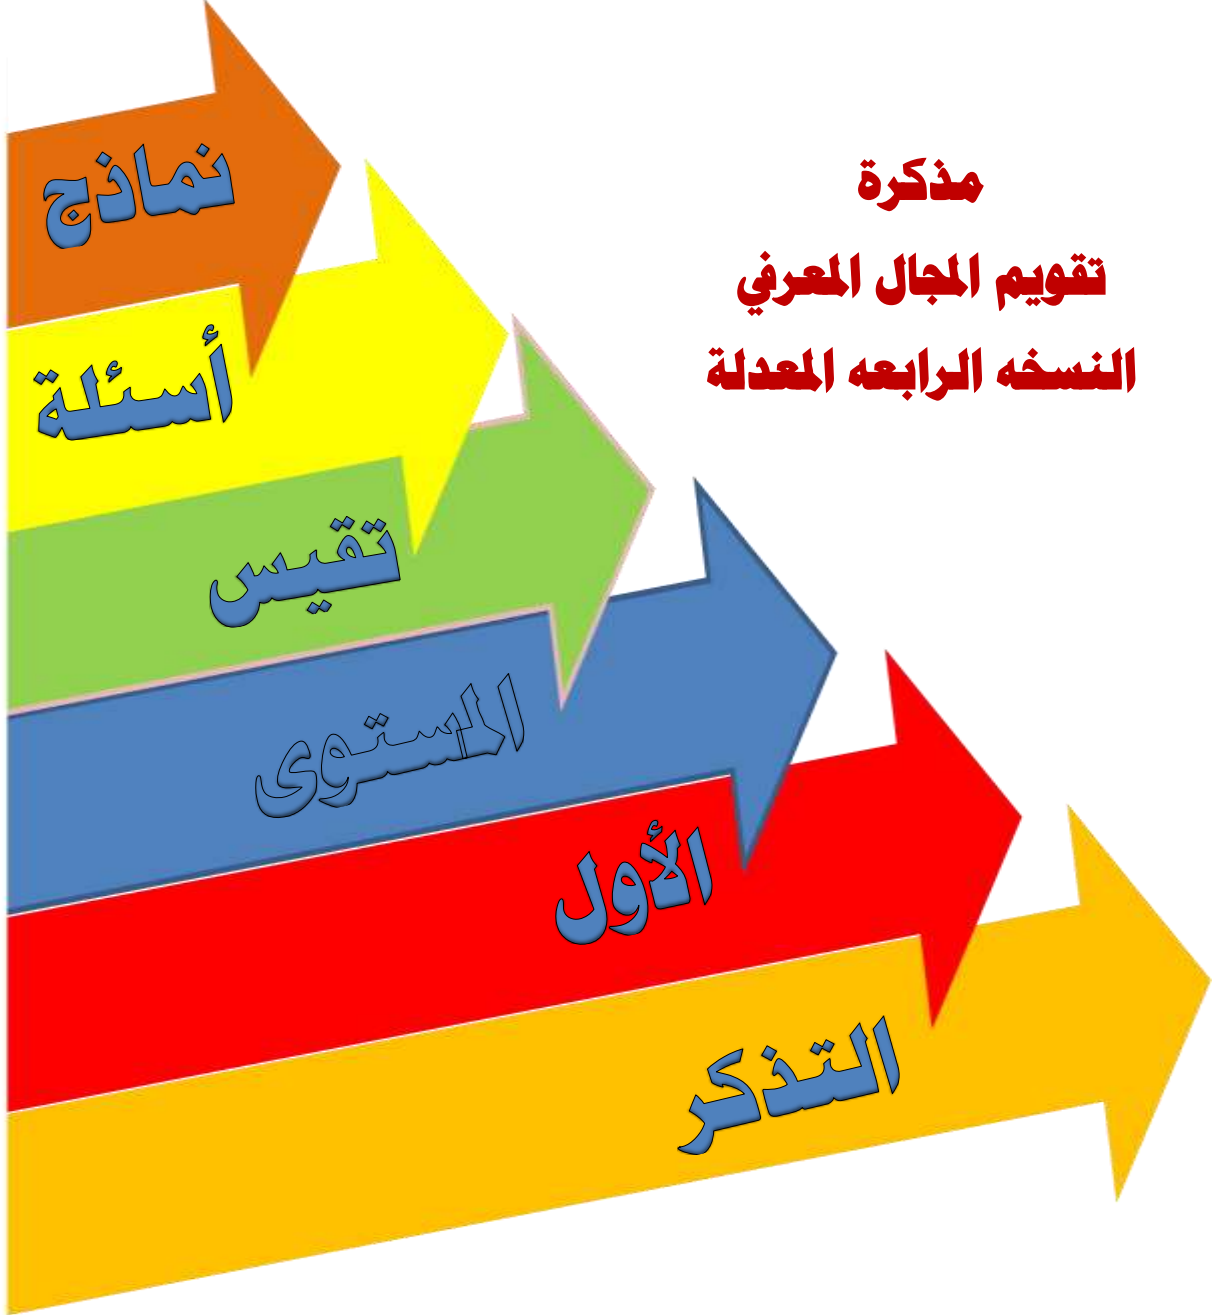 مذكرة
تقويم المجال المعرفي
النسخه الرابعه المعدلة
نماذج
أسئلة
تقيس
المستوى
الأول
التذكر